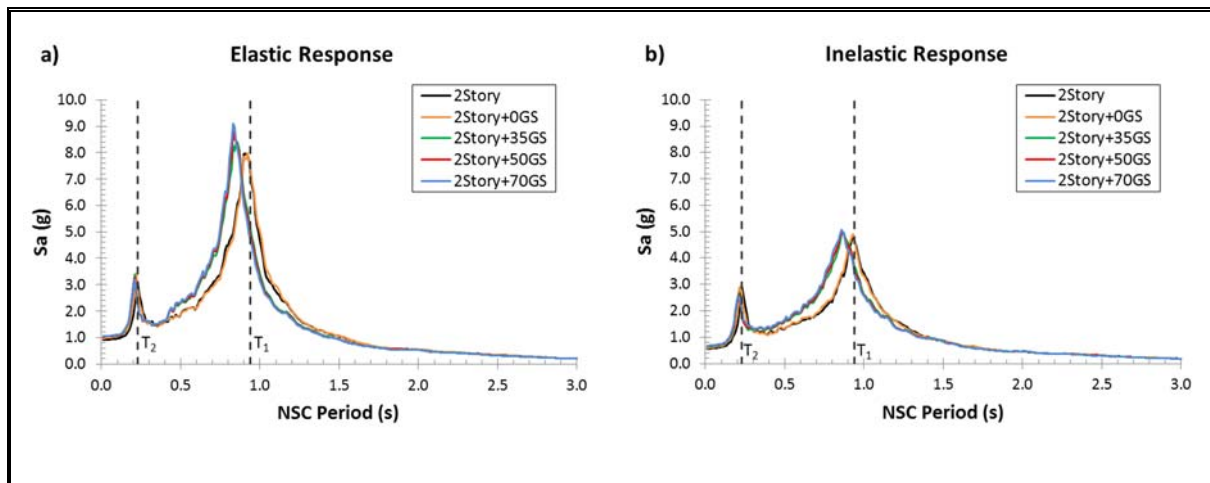 a) Elastic Response
10.0
9.0
8.0
7.0
6.0
5.0
4.0
3.0
2.0
1.0
0.0
Sa (g)
2Story
2Story+0GS
2Story+35GS
2Story+50GS
2Story+70GS
T2
T1
0.0 0.5 1.0 1.5 2.0 2.5 3.0
NSC Period (s)
b) Inelastic Response
10.0
9.0
8.0
7.0
6.0
5.0
4.0
3.0
2.0
1.0
0.0
Sa (g)
2Story
2Story+0GS
2Story+35GS
2Story+50GS
2Story+70GS
T2
T1
0.0 0.5 1.0 1.5 2.0 2.5 3.0
NSC Period (s)